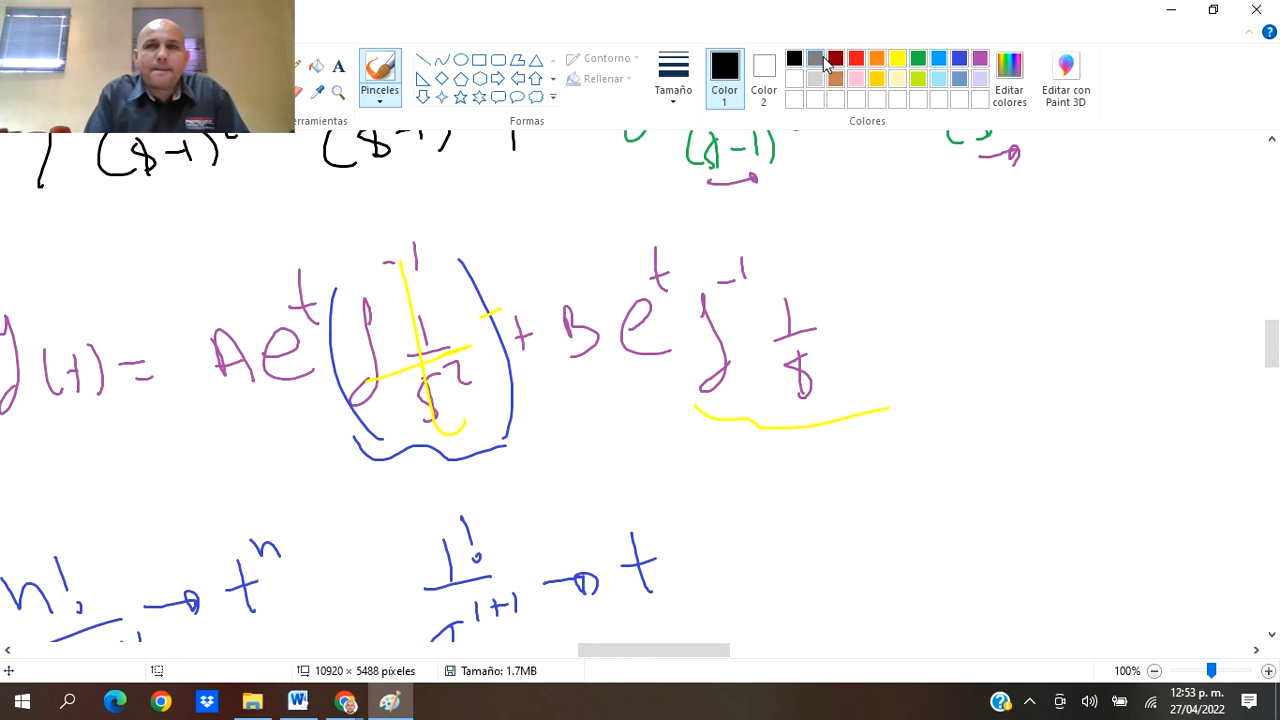 A
Contorno
Rellenar
Pinceles
Tamaño
Color 1
Color 2
Editar colores
Editar con Paint 3D
erramientas
Formas
Colores
(s-1)
(s-1)
(s-1)
(t) = Ae^t ( ℒ^-1 1/s^2 ) + Be^t ℒ^-1 1/s
n! → t^n
1!/s^1+1 → t
10920 × 5488 píxeles
Tamaño: 1.7MB
100%
12:53 p. m.
27/04/2022